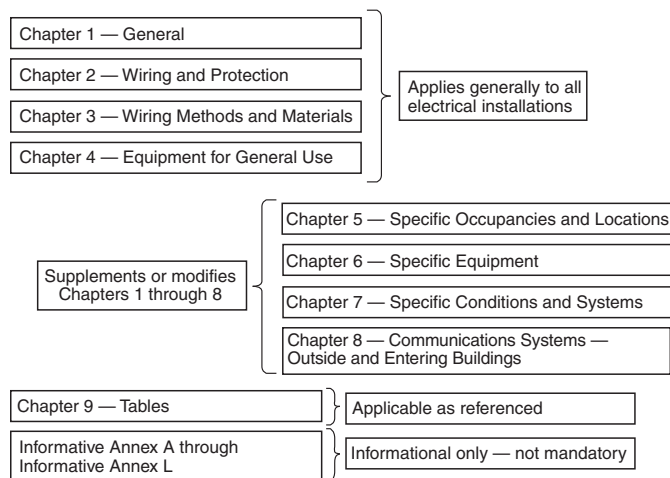 Chapter 1 — General
Chapter 2 — Wiring and Protection
Chapter 3 — Wiring Methods and Materials
Chapter 4 — Equipment for General Use
Applies generally to all
electrical installations
Supplements or modifies
Chapters 1 through 8
Chapter 5 — Specific Occupancies and Locations
Chapter 6 — Specific Equipment
Chapter 7 — Specific Conditions and Systems
Chapter 8 — Communications Systems —
Outside and Entering Buildings
Chapter 9 — Tables
Applicable as referenced
Informative Annex A through
Informative Annex L
Informational only — not mandatory